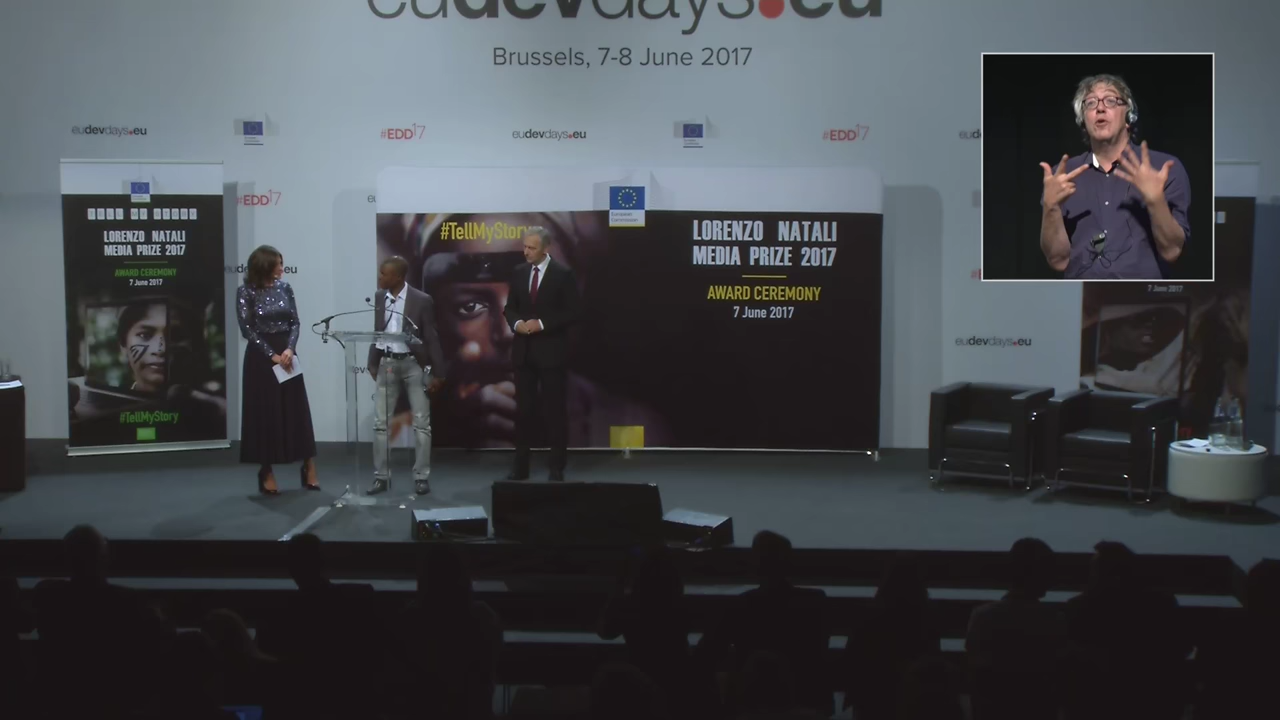 eudevdays.eu
Brussels, 7-8 June 2017
eudevdays.eu
#EDD17
eudevdays.eu
#EDD17
#EDD17
LORENZO NATALI
MEDIA PRIZE 2017
AWARD CEREMONY
7 June 2017
#TellMyStory
#TellMyStory
European
Commission
LORENZO NATALI
MEDIA PRIZE 2017
AWARD CEREMONY
7 June 2017
7 June 2017
eudevdays.eu